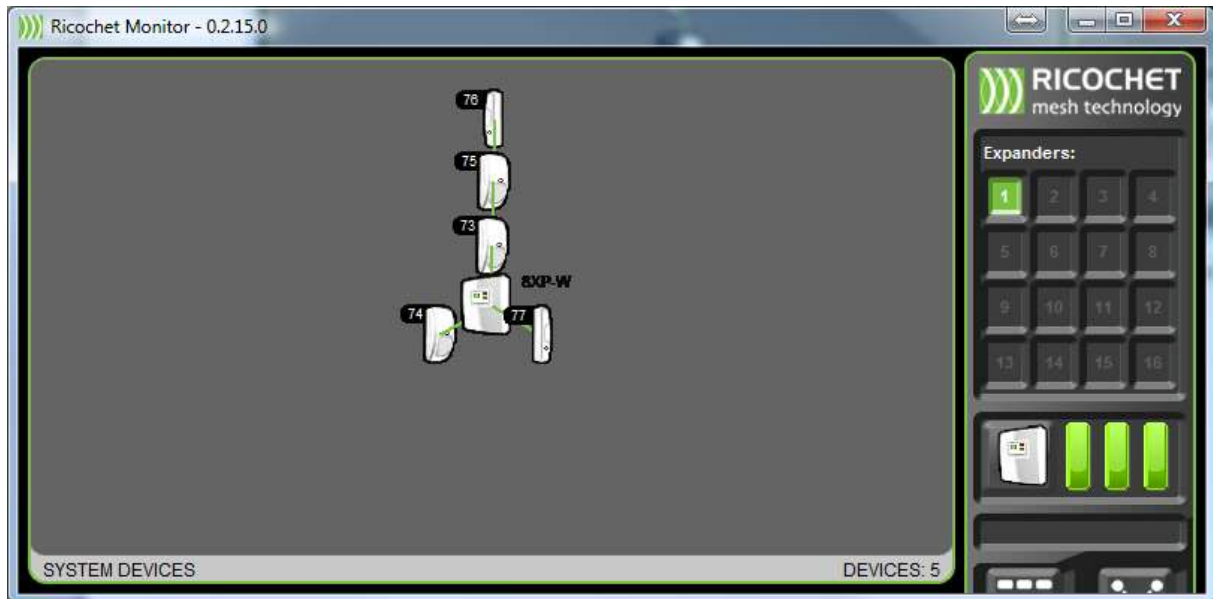 Ricochet Monitor - 0.2.15.0
RICOCHET
mesh technology
76
75
73
8XP-W
74
77
Expanders:
1 2 3 4
5 6 7 8
9 10 11 12
13 14 15 16
SYSTEM DEVICES
DEVICES: 5